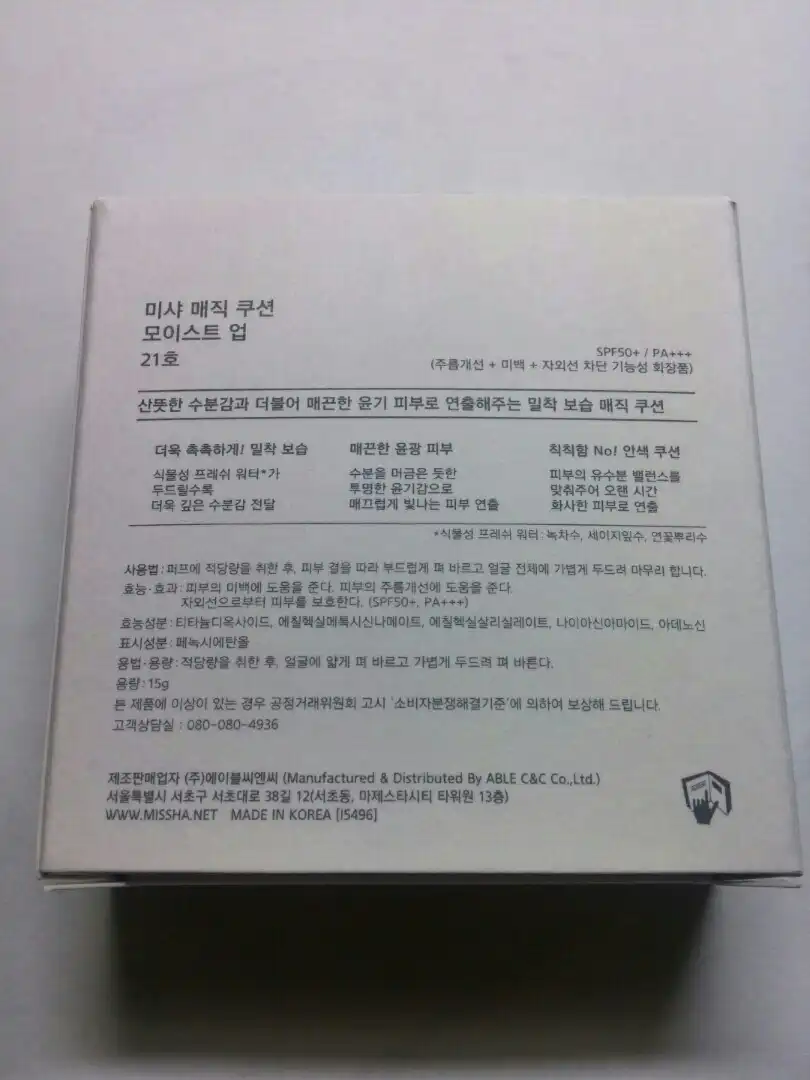 미샤 매직 쿠션
모이스트 업
21호
SPF50+ / PA+++
(주름개선 + 미백 + 자외선 차단 기능성 화장품)
산뜻한 수분감과 더불어 매끈한 윤기 피부로 연출해주는 밀착 보습 매직 쿠션
더욱 촉촉하게! 밀착 보습
식물성 프레쉬 워터*가
두드릴수록
더욱 깊은 수분감 전달
매끈한 윤광 피부
수분을 머금은 듯한
투명한 윤기감으로
매끄럽게 빛나는 피부 연출
칙칙함 No! 안색 쿠션
피부의 유수분 밸런스를
맞춰주어 오랜 시간
화사한 피부로 연출
*식물성 프레쉬 워터 : 녹차수, 세이지잎수, 연꽃뿌리수
사용법 : 퍼프에 적당량을 취한 후, 피부 결을 따라 부드럽게 펴 바르고 얼굴 전체에 가볍게 두드려 마무리 합니다.
효능·효과 : 피부의 미백에 도움을 준다. 피부의 주름개선에 도움을 준다.
자외선으로부터 피부를 보호한다. (SPF50+, PA+++)
효능성분 : 티타늄디옥사이드, 에칠헥실메톡시신나메이트, 에칠헥실살리실레이트, 나이아신아마이드, 아데노신
표시성분 : 페녹시에탄올
용법·용량 : 적당량을 취한 후, 얼굴에 얇게 펴 바르고 가볍게 두드려 펴 바른다.
용량 : 15g
본 제품에 이상이 있는 경우 공정거래위원회 고시 '소비자분쟁해결기준'에 의하여 보상해 드립니다.
고객상담실 : 080-080-4936
제조판매업자 (주)에이블씨엔씨 (Manufactured & Distributed By ABLE C&C Co.,Ltd.)
서울특별시 서초구 서초대로 38길 12(서초동, 마제스타시티 타워원 13층)
WWW.MISSHA.NET MADE IN KOREA [I5496]